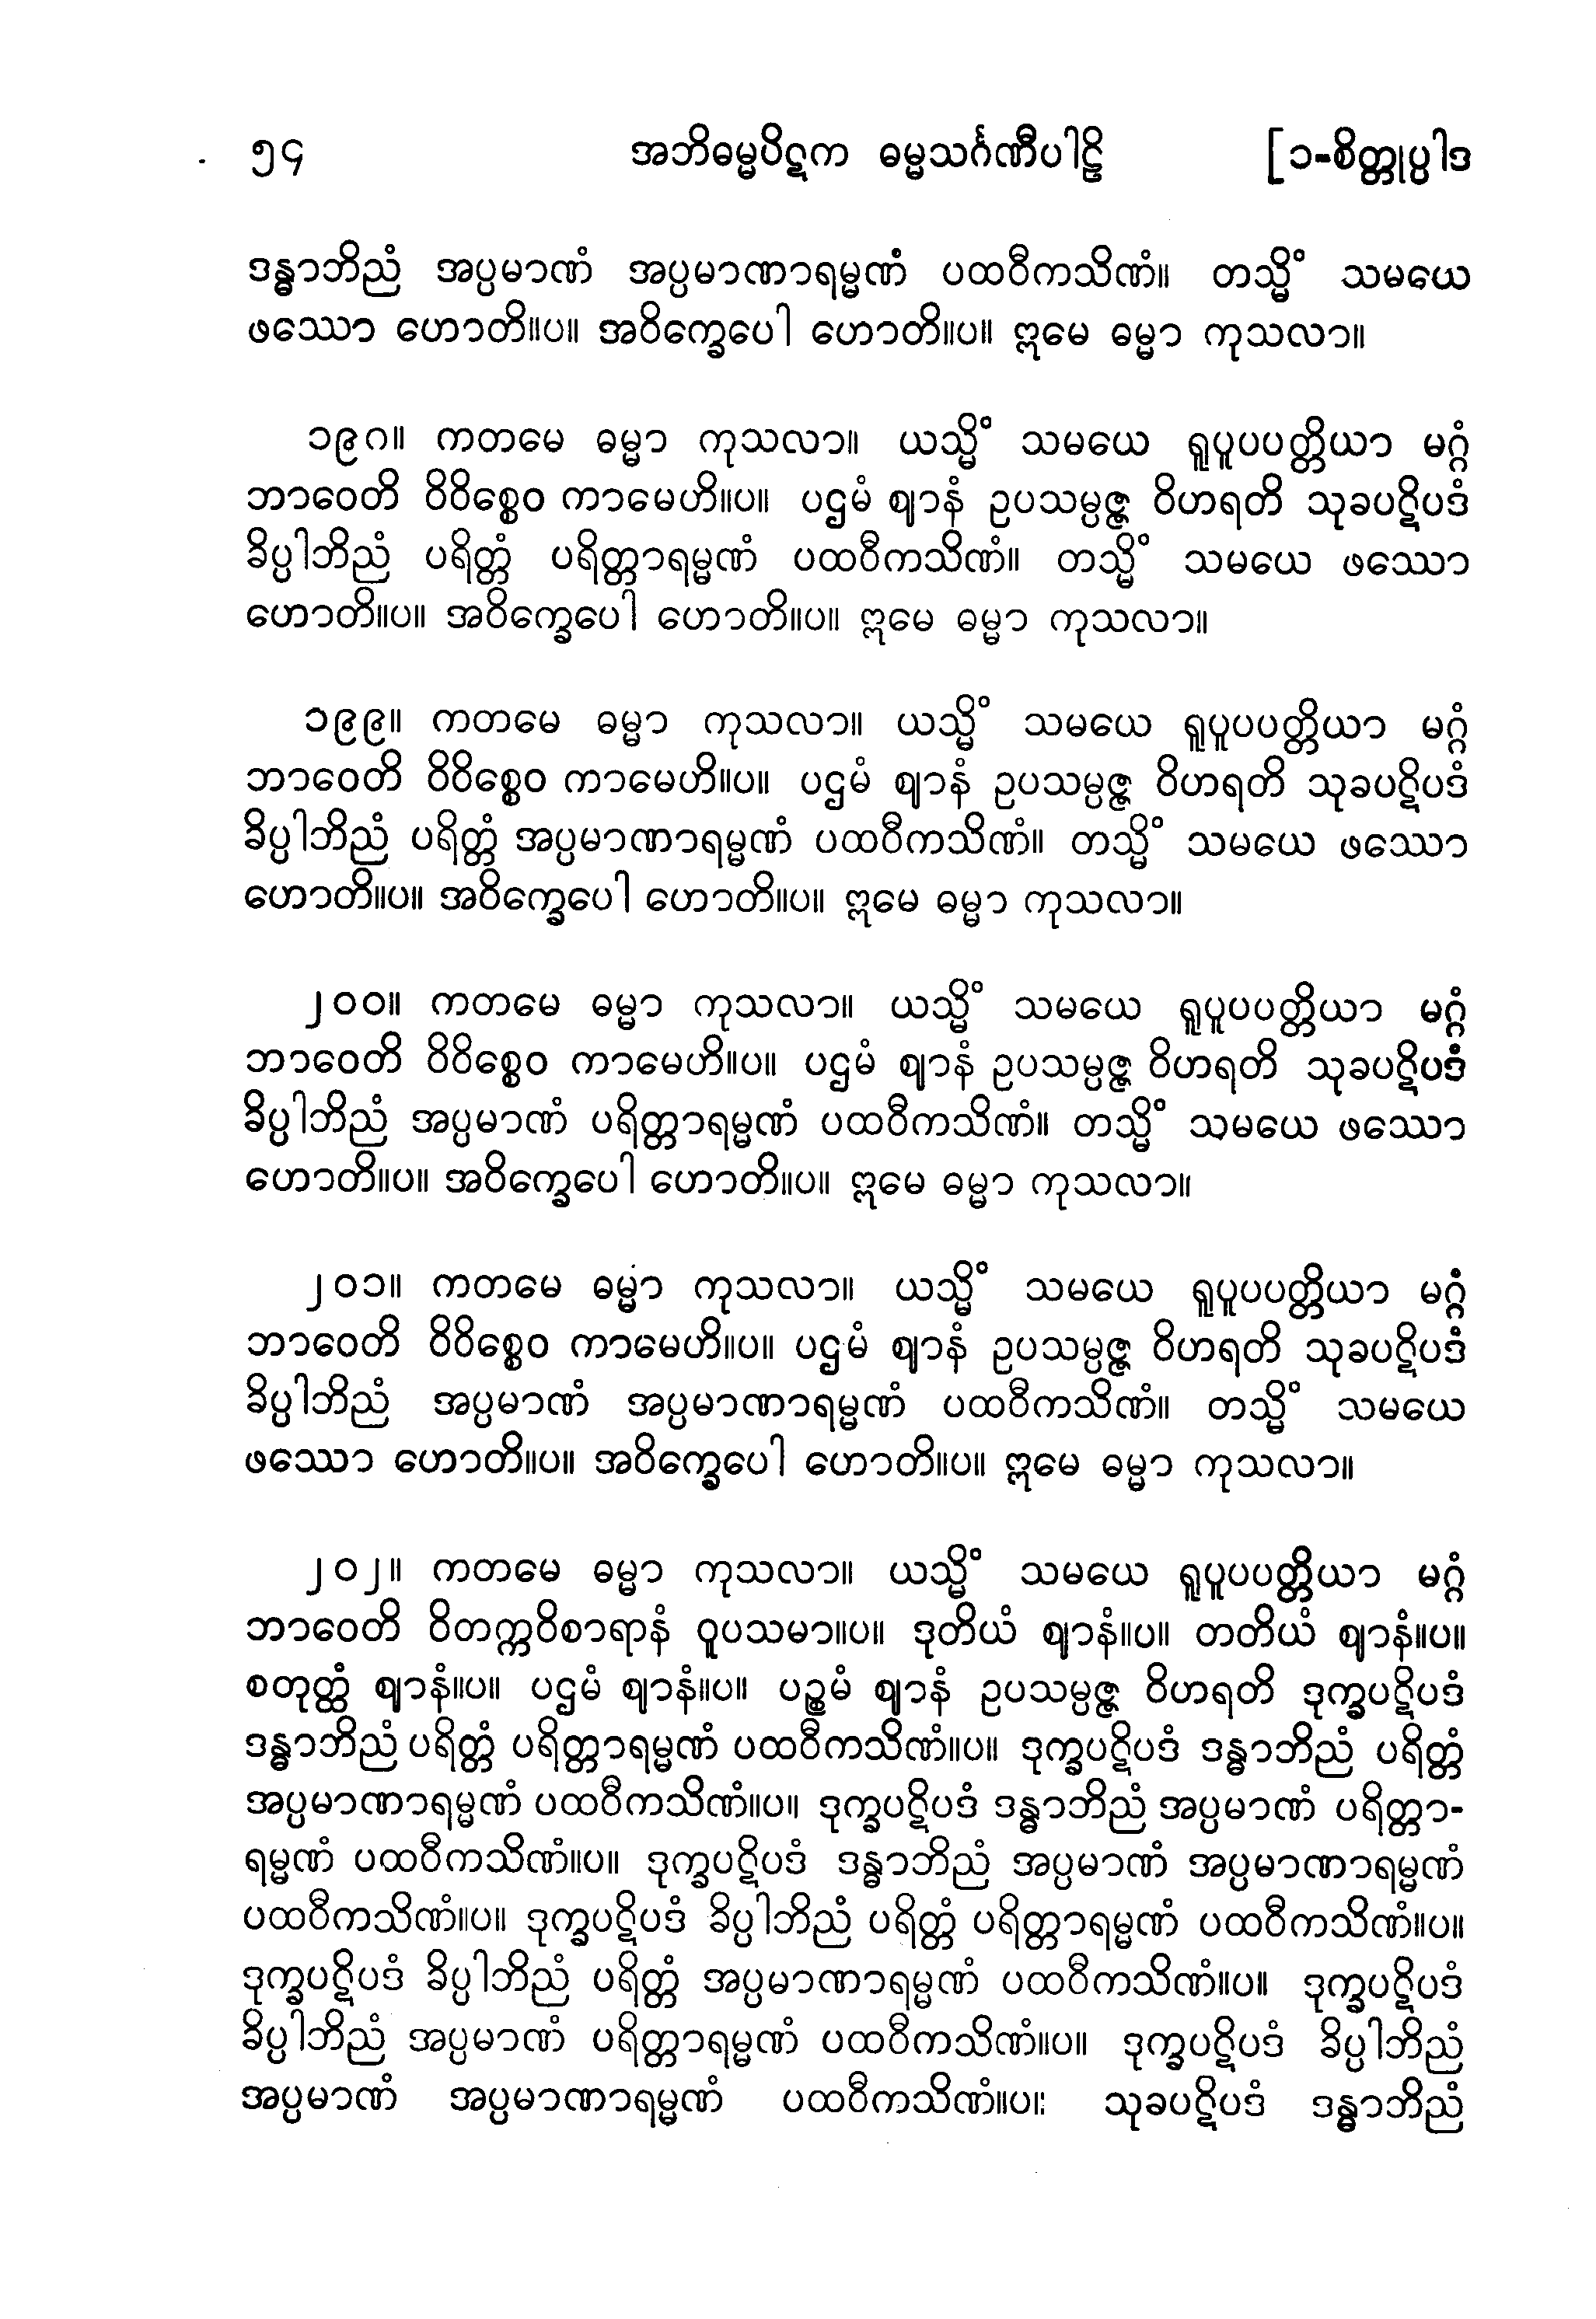 ၅၄ အဘိဓမ္မပိဋက ဓမ္မသင်္ဂဏီပါဠိ [၁-စိတ္တုပ္ပါဒ
ဒန္ဓာဘိညံ အပ္ပမာဏံ အပ္ပမာဏာရမ္မဏံ ပထဝီကသိဏံ။ တသ္မိံ သမယေ
ဖဿော ဟောတိ။ပ။ အဝိက္ခေပေါ ဟောတိ။ပ။ ဣမေ ဓမ္မာ ကုသလာ။
၁၉၈။ ကတမေ ဓမ္မာ ကုသလာ။ ယသ္မိံ သမယေ ရူပူပပတ္တိယာ မဂ္ဂံ
ဘာဝေတိ ဝိဝိစ္စေဝ ကာမေဟိ။ပ။ ပဌမံ ဈာနံ ဥပသမ္ပဇ္ဇ ဝိဟရတိ သုခပဋိပဒံ
ခိပ္ပါဘိညံ ပရိတ္တံ ပရိတ္တာရမ္မဏံ ပထဝီကသိဏံ။ တသ္မိံ သမယေ ဖဿော
ဟောတိ။ပ။ အဝိက္ခေပေါ ဟောတိ။ပ။ ဣမေ ဓမ္မာ ကုသလာ။
၁၉၉။ ကတမေ ဓမ္မာ ကုသလာ။ ယသ္မိံ သမယေ ရူပူပပတ္တိယာ မဂ္ဂံ
ဘာဝေတိ ဝိဝိစ္စေဝ ကာမေဟိ။ပ။ ပဌမံ ဈာနံ ဥပသမ္ပဇ္ဇ ဝိဟရတိ သုခပဋိပဒံ
ခိပ္ပါဘိညံ ပရိတ္တံ အပ္ပမာဏာရမ္မဏံ ပထဝီကသိဏံ။ တသ္မိံ သမယေ ဖဿော
ဟောတိ။ပ။ အဝိက္ခေပေါ ဟောတိ။ပ။ ဣမေ ဓမ္မာ ကုသလာ။
၂၀၀။ ကတမေ ဓမ္မာ ကုသလာ။ ယသ္မိံ သမယေ ရူပူပပတ္တိယာ မဂ္ဂံ
ဘာဝေတိ ဝိဝိစ္စေဝ ကာမေဟိ။ပ။ ပဌမံ ဈာနံ ဥပသမ္ပဇ္ဇ ဝိဟရတိ သုခပဋိပဒံ
ခိပ္ပါဘိညံ အပ္ပမာဏံ ပရိတ္တာရမ္မဏံ ပထဝီကသိဏံ။ တသ္မိံ သမယေ ဖဿော
ဟောတိ။ပ။ အဝိက္ခေပေါ ဟောတိ။ပ။ ဣမေ ဓမ္မာ ကုသလာ။
၂၀၁။ ကတမေ ဓမ္မာ ကုသလာ။ ယသ္မိံ သမယေ ရူပူပပတ္တိယာ မဂ္ဂံ
ဘာဝေတိ ဝိဝိစ္စေဝ ကာမေဟိ။ပ။ ပဌမံ ဈာနံ ဥပသမ္ပဇ္ဇ ဝိဟရတိ သုခပဋိပဒံ
ခိပ္ပါဘိညံ အပ္ပမာဏံ အပ္ပမာဏာရမ္မဏံ ပထဝီကသိဏံ။ တသ္မိံ သမယေ
ဖဿော ဟောတိ။ပ။ အဝိက္ခေပေါ ဟောတိ။ပ။ ဣမေ ဓမ္မာ ကုသလာ။
၂၀၂။ ကတမေ ဓမ္မာ ကုသလာ။ ယသ္မိံ သမယေ ရူပူပပတ္တိယာ မဂ္ဂံ
ဘာဝေတိ ဝိတက္ကဝိစာရာနံ ဝူပသမာ။ပ။ ဒုတိယံ ဈာနံ။ပ။ တတိယံ ဈာနံ။ပ။
စတုတ္ထံ ဈာနံ။ပ။ ပဌမံ ဈာနံ။ပ။ ပဉ္စမံ ဈာနံ ဥပသမ္ပဇ္ဇ ဝိဟရတိ ဒုက္ခပဋိပဒံ
ဒန္ဓာဘိညံ ပရိတ္တံ ပရိတ္တာရမ္မဏံ ပထဝီကသိဏံ။ပ။ ဒုက္ခပဋိပဒံ ဒန္ဓာဘိညံ ပရိတ္တံ
အပ္ပမာဏာရမ္မဏံ ပထဝီကသိဏံ။ပ။ ဒုက္ခပဋိပဒံ ဒန္ဓာဘိညံ အပ္ပမာဏံ ပရိတ္တာ-
ရမ္မဏံ ပထဝီကသိဏံ။ပ။ ဒုက္ခပဋိပဒံ ဒန္ဓာဘိညံ အပ္ပမာဏံ အပ္ပမာဏာရမ္မဏံ
ပထဝီကသိဏံ။ပ။ ဒုက္ခပဋိပဒံ ခိပ္ပါဘိညံ ပရိတ္တံ ပရိတ္တာရမ္မဏံ ပထဝီကသိဏံ။ပ။
ဒုက္ခပဋိပဒံ ခိပ္ပါဘိညံ ပရိတ္တံ အပ္ပမာဏာရမ္မဏံ ပထဝီကသိဏံ။ပ။ ဒုက္ခပဋိပဒံ
ခိပ္ပါဘိညံ အပ္ပမာဏံ ပရိတ္တာရမ္မဏံ ပထဝီကသိဏံ။ပ။ ဒုက္ခပဋိပဒံ ခိပ္ပါဘိညံ
အပ္ပမာဏံ အပ္ပမာဏာရမ္မဏံ ပထဝီကသိဏံ။ပ။ သုခပဋိပဒံ ဒန္ဓာဘိညံ